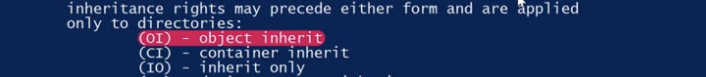 inheritance rights may precede either form and are applied
only to directories:
(OI) - object inherit
(CI) - container inherit
(IO) - inherit only